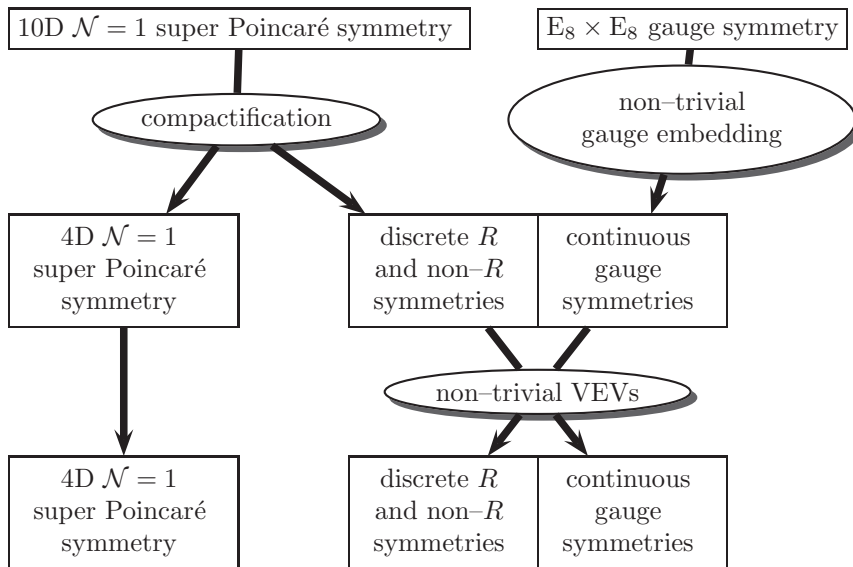 10D 𝒩 = 1 super Poincaré symmetry
E₈ × E₈ gauge symmetry
compactification
non–trivial
gauge embedding
4D 𝒩 = 1
super Poincaré
symmetry
discrete R
and non–R
symmetries
continuous
gauge
symmetries
non–trivial VEVs
4D 𝒩 = 1
super Poincaré
symmetry
discrete R
and non–R
symmetries
continuous
gauge
symmetries